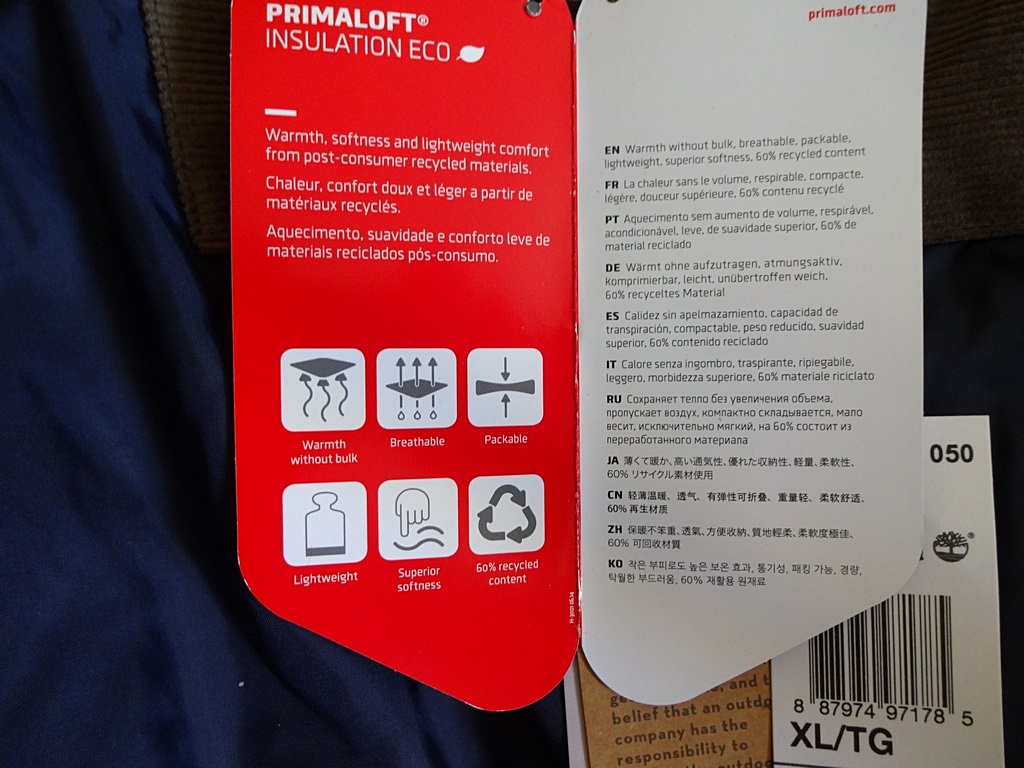 PRIMALOFT®
INSULATION ECO
Warmth, softness and lightweight comfort
from post-consumer recycled materials.
Chaleur, confort doux et léger a partir de
matériaux recyclés.
Aquecimento, suavidade e conforto leve de
materiais reciclados pós-consumo.
Warmth
without bulk
Breathable
Packable
Lightweight
Superior
softness
60% recycled
content
primaloft.com
EN Warmth without bulk, breathable, packable,
lightweight, superior softness, 60% recycled content
FR La chaleur sans le volume, respirable, compacte,
légère, douceur supérieure, 60% contenu recyclé
PT Aquecimento sem aumento de volume, respirável,
acondicionável, leve, de suavidade superior, 60% de
material reciclado
DE Wärmt ohne aufzutragen, atmungsaktiv,
komprimierbar, leicht, unübertroffen weich,
60% recyceltes Material
ES Calidez sin apelmazamiento, capacidad de
transpiración, compactable, peso reducido, suavidad
superior, 60% contenido reciclado
IT Calore senza ingombro, traspirante, ripiegabile,
leggero, morbidezza superiore, 60% materiale riciclato
RU Сохраняет тепло без увеличения объема,
пропускает воздух, компактно складывается, мало
весит, исключительно мягкий, на 60% состоит из
переработанного материала
JA 薄くて暖か、高い通気性、優れた収納性、軽量、柔軟性、
60% リサイクル素材使用
CN 轻薄温暖、透气、有弹性可折叠、重量轻、柔软舒适、
60% 再生材质
ZH 保暖不笨重、透氣、方便收納、質地輕柔、柔軟度極佳、
60% 可回收材質
KO 작은 부피로도 높은 보온 효과, 통기성, 패킹 가능, 경량,
탁월한 부드러움, 60% 재활용 원재료
050
8 87974 97178 5
XL/TG
and t
belief that an outdo
company has the
responsibility to